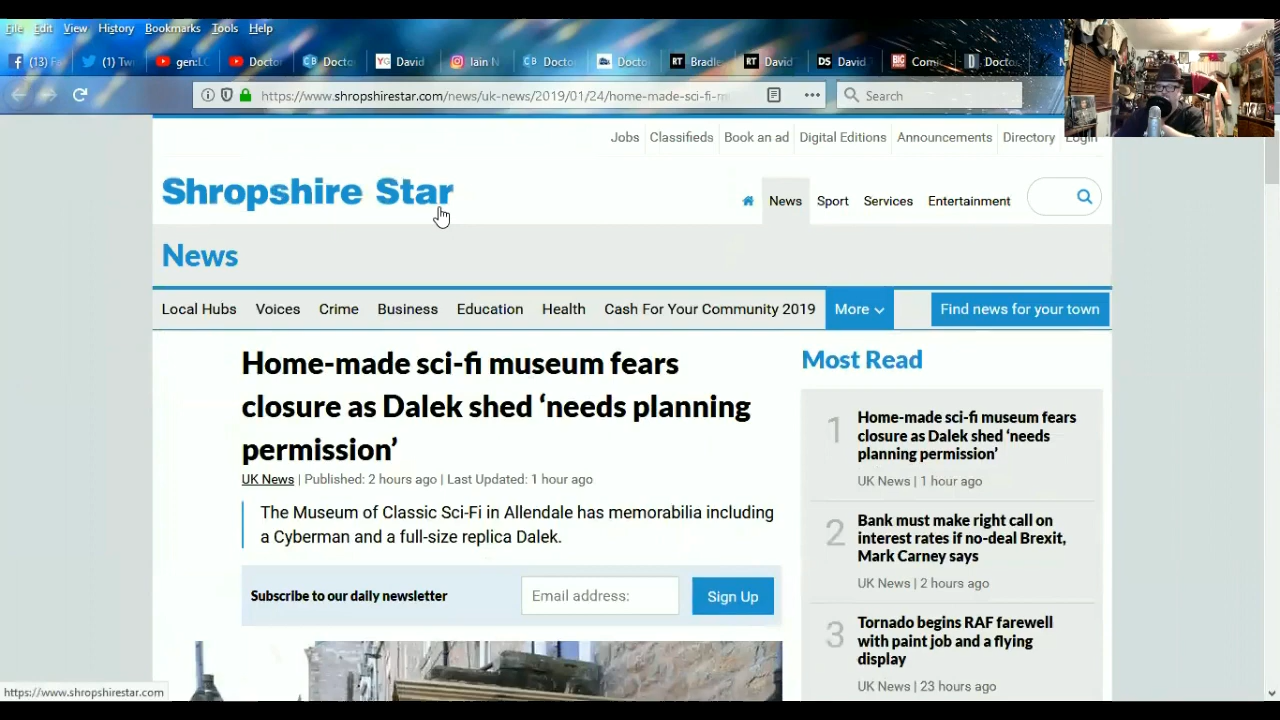 File Edit View History Bookmarks Tools Help
(13) F (1) Tw gen:LO Docto Docto David Iain N Docto Docto Bradle David David Comi Docto
https://www.shropshirestar.com/news/uk-news/2019/01/24/home-made-sci-fi-m Search
Jobs Classifieds Book an ad Digital Editions Announcements Directory Login
Shropshire Star
News Sport Services Entertainment
News
Local Hubs Voices Crime Business Education Health Cash For Your Community 2019 More Find news for your town
Home-made sci-fi museum fears
closure as Dalek shed ‘needs planning
permission’
UK News | Published: 2 hours ago | Last Updated: 1 hour ago
The Museum of Classic Sci-Fi in Allendale has memorabilia including
a Cyberman and a full-size replica Dalek.
Subscribe to our daily newsletter Email address: Sign Up
Most Read
1 Home-made sci-fi museum fears
closure as Dalek shed ‘needs
planning permission’
UK News | 1 hour ago
2 Bank must make right call on
interest rates if no-deal Brexit,
Mark Carney says
UK News | 2 hours ago
3 Tornado begins RAF farewell
with paint job and a flying
display
UK News | 23 hours ago
https://www.shropshirestar.com